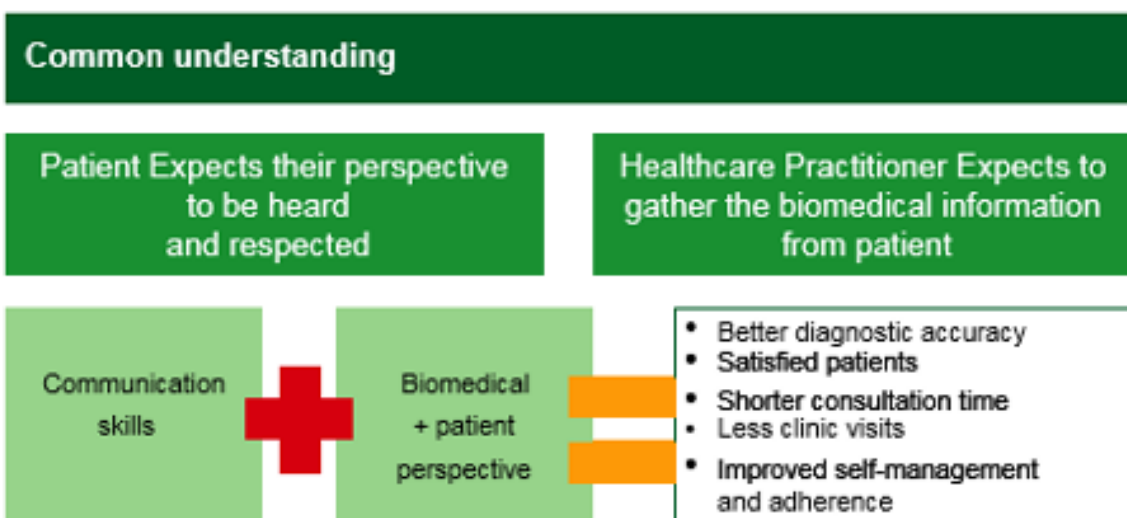 Common understanding
Patient Expects their perspective
to be heard
and respected
Healthcare Practitioner Expects to
gather the biomedical information
from patient
Communication
skills
Biomedical
+ patient
perspective
• Better diagnostic accuracy
• Satisfied patients
• Shorter consultation time
• Less clinic visits
• Improved self-management
and adherence